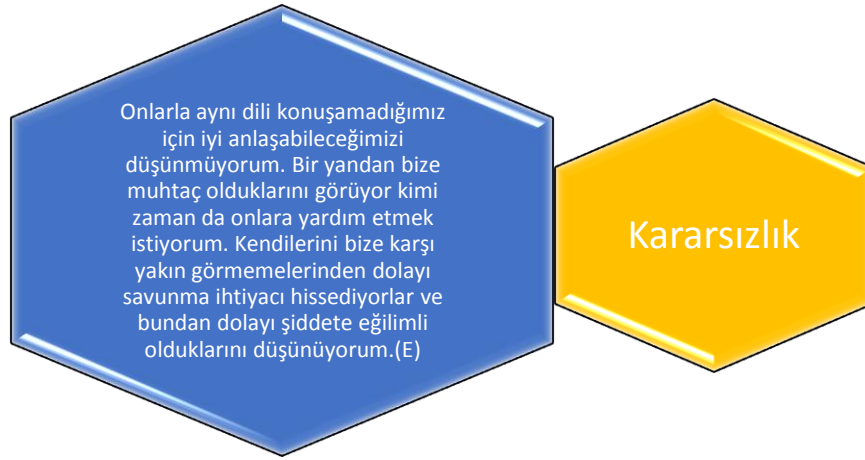 Onlarla aynı dili konuşamadığımız
için iyi anlaşabileceğimizi
düşünmüyorum. Bir yandan bize
muhtaç olduklarını görüyor kimi
zaman da onlara yardım etmek
istiyorum. Kendilerini bize karşı
yakın görmemelerinden dolayı
savunma ihtiyacı hissediyorlar ve
bundan dolayı şiddete eğilimli
olduklarını düşünüyorum.(E)
Kararsızlık